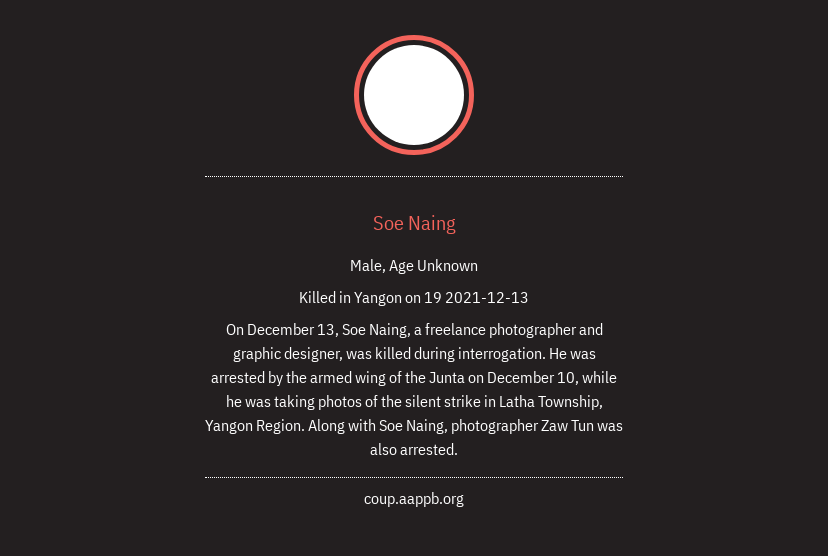 Soe Naing
Male, Age Unknown
Killed in Yangon on 19 2021-12-13
On December 13, Soe Naing, a freelance photographer and
graphic designer, was killed during interrogation. He was
arrested by the armed wing of the Junta on December 10, while
he was taking photos of the silent strike in Latha Township,
Yangon Region. Along with Soe Naing, photographer Zaw Tun was
also arrested.
coup.aappb.org